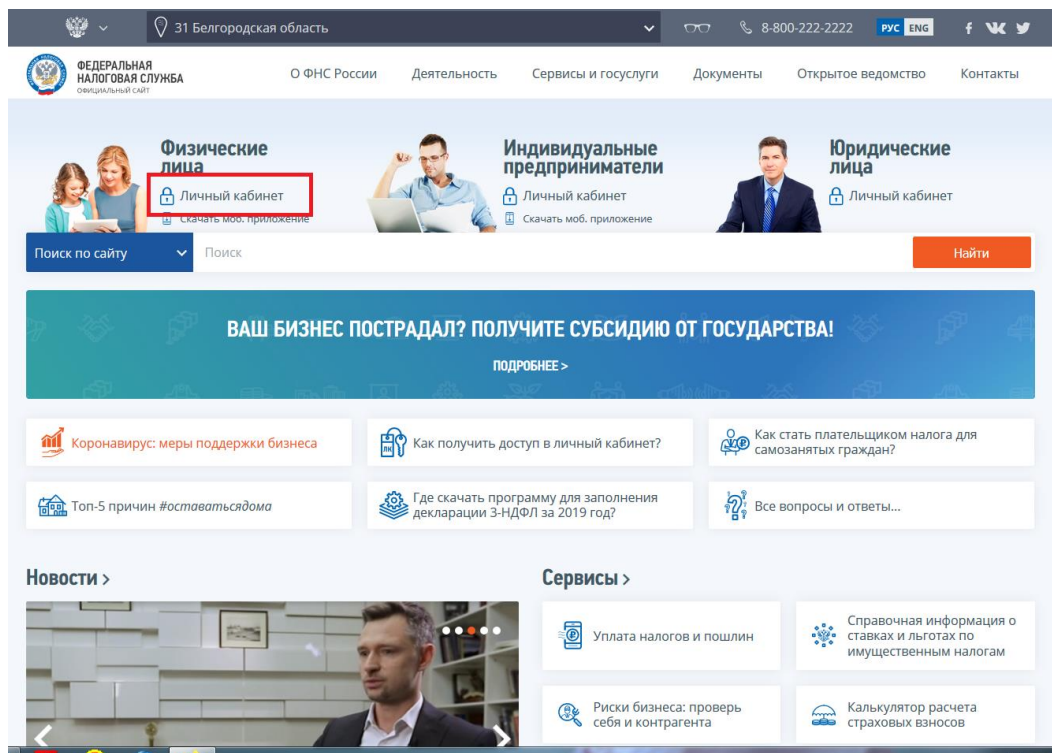 31 Белгородская область
8-800-222-2222
РУС ENG
ФЕДЕРАЛЬНАЯ
НАЛОГОВАЯ СЛУЖБА
ОФИЦИАЛЬНЫЙ САЙТ
О ФНС России
Деятельность
Сервисы и госуслуги
Документы
Открытое ведомство
Контакты
Физические
лица
Личный кабинет
Скачать моб. приложение
Индивидуальные
предприниматели
Личный кабинет
Скачать моб. приложение
Юридические
лица
Личный кабинет
Поиск по сайту
Поиск
Найти
ВАШ БИЗНЕС ПОСТРАДАЛ? ПОЛУЧИТЕ СУБСИДИЮ ОТ ГОСУДАРСТВА!
ПОДРОБНЕЕ >
Коронавирус: меры поддержки бизнеса
Как получить доступ в личный кабинет?
Как стать плательщиком налога для
самозанятых граждан?
Топ-5 причин #оставатьсядома
Где скачать программу для заполнения
декларации 3-НДФЛ за 2019 год?
Все вопросы и ответы...
Новости >
Сервисы >
Уплата налогов и пошлин
Справочная информация о
ставках и льготах по
имущественным налогам
Риски бизнеса: проверь
себя и контрагента
Калькулятор расчета
страховых взносов